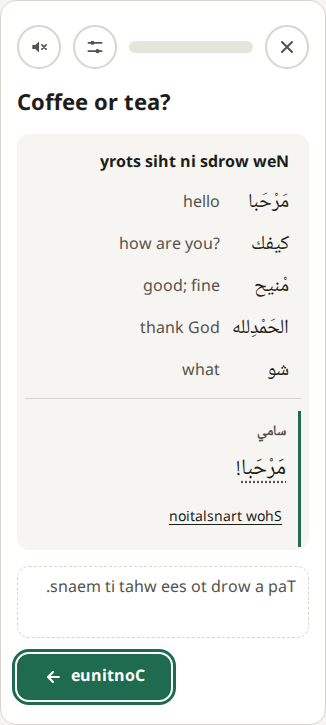 Coffee or tea?
yrots siht ni sdrow weN
مَرْحَبا hello
كيفك how are you?
مْنيح good; fine
الحَمْدِلله thank God
شو what
سامي
مَرْحَبا!
noitalsnart wohS
.snaem ti tahw ees ot drow a paT
← eunitnoC